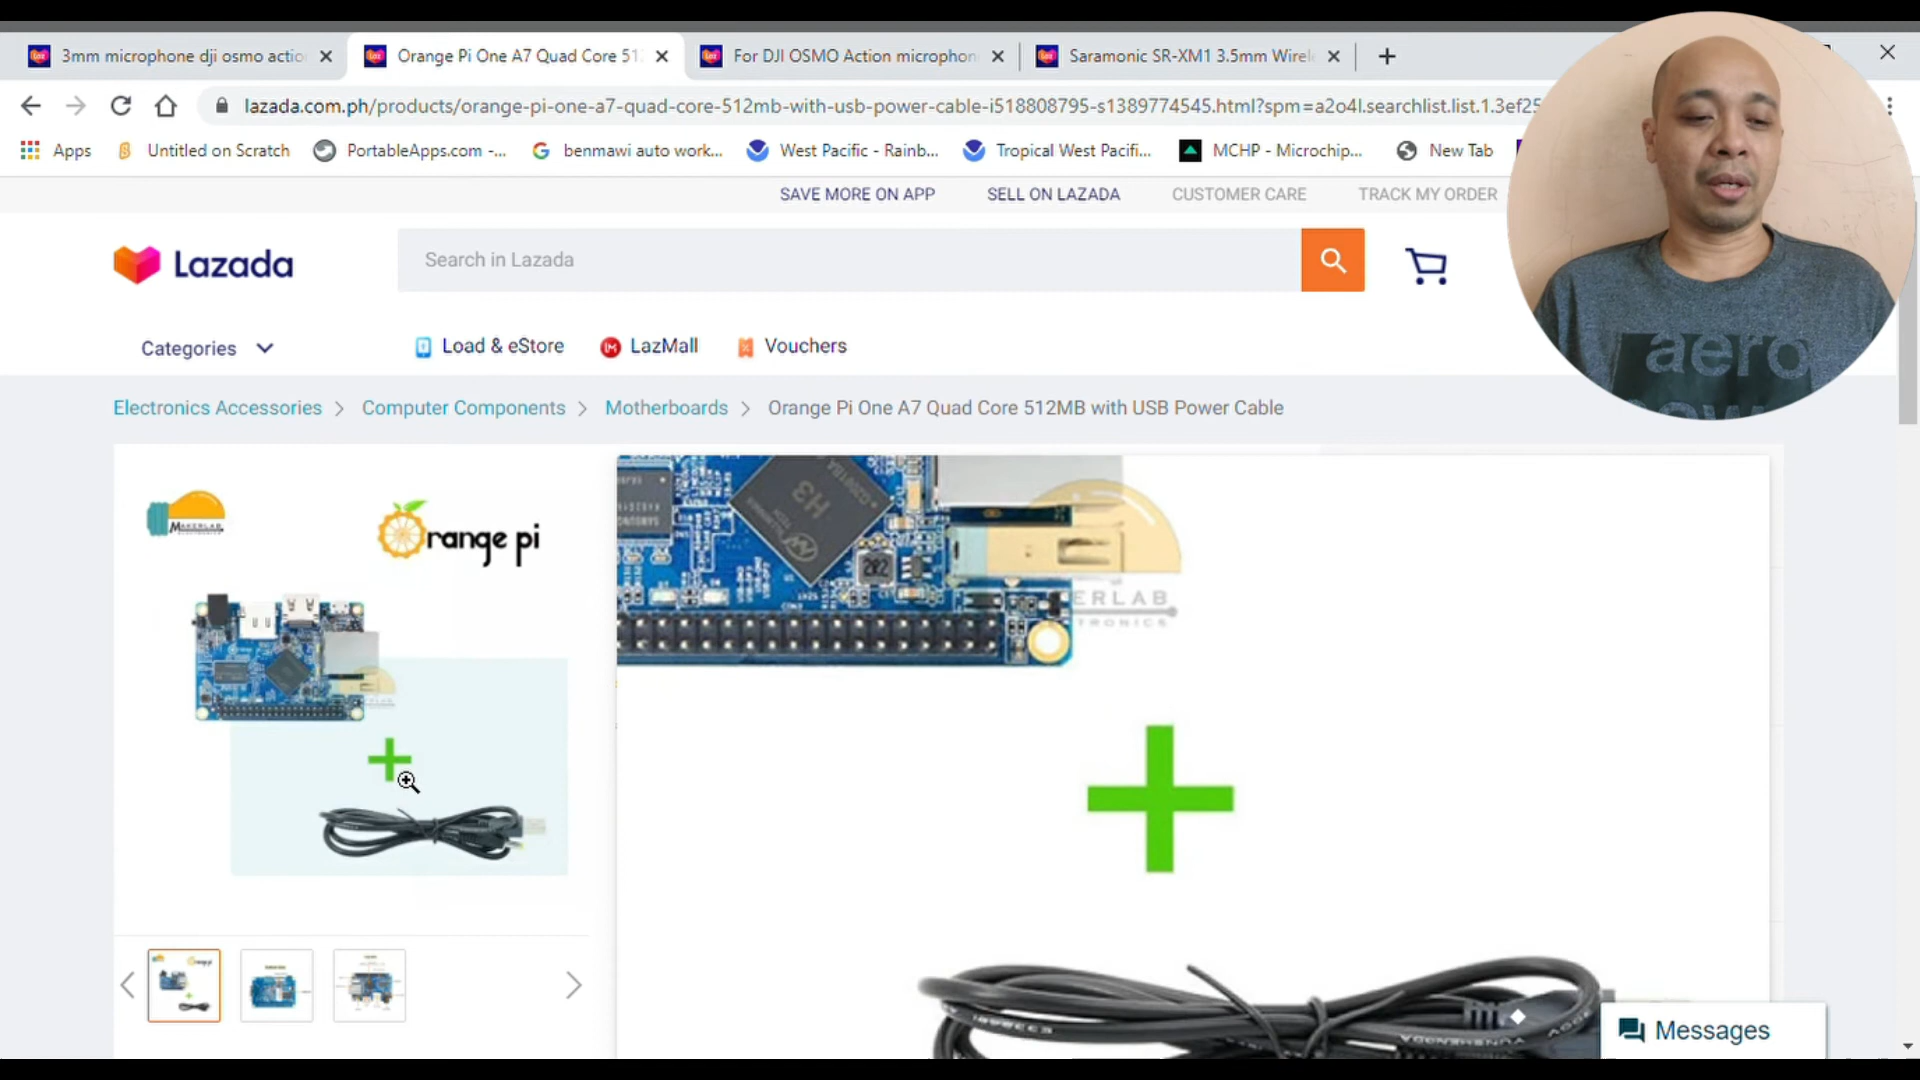 3mm microphone dji osmo actio
Orange Pi One A7 Quad Core 51
For DJI OSMO Action microphon
Saramonic SR-XM1 3.5mm Wirel
lazada.com.ph/products/orange-pi-one-a7-quad-core-512mb-with-usb-power-cable-i518808795-s1389774545.html?spm=a2o4l.searchlist.list.1.3ef25
Apps
Untitled on Scratch
PortableApps.com -...
benmawi auto work...
West Pacific - Rainb...
Tropical West Pacifi...
MCHP - Microchip...
New Tab
SAVE MORE ON APP
SELL ON LAZADA
CUSTOMER CARE
TRACK MY ORDER
Lazada
Search in Lazada
Categories
Load & eStore
LazMall
Vouchers
aero
Electronics Accessories > Computer Components > Motherboards > Orange Pi One A7 Quad Core 512MB with USB Power Cable
MAKERLAB
range pi
H3
2R2
ERLAB
TRONICS
Messages